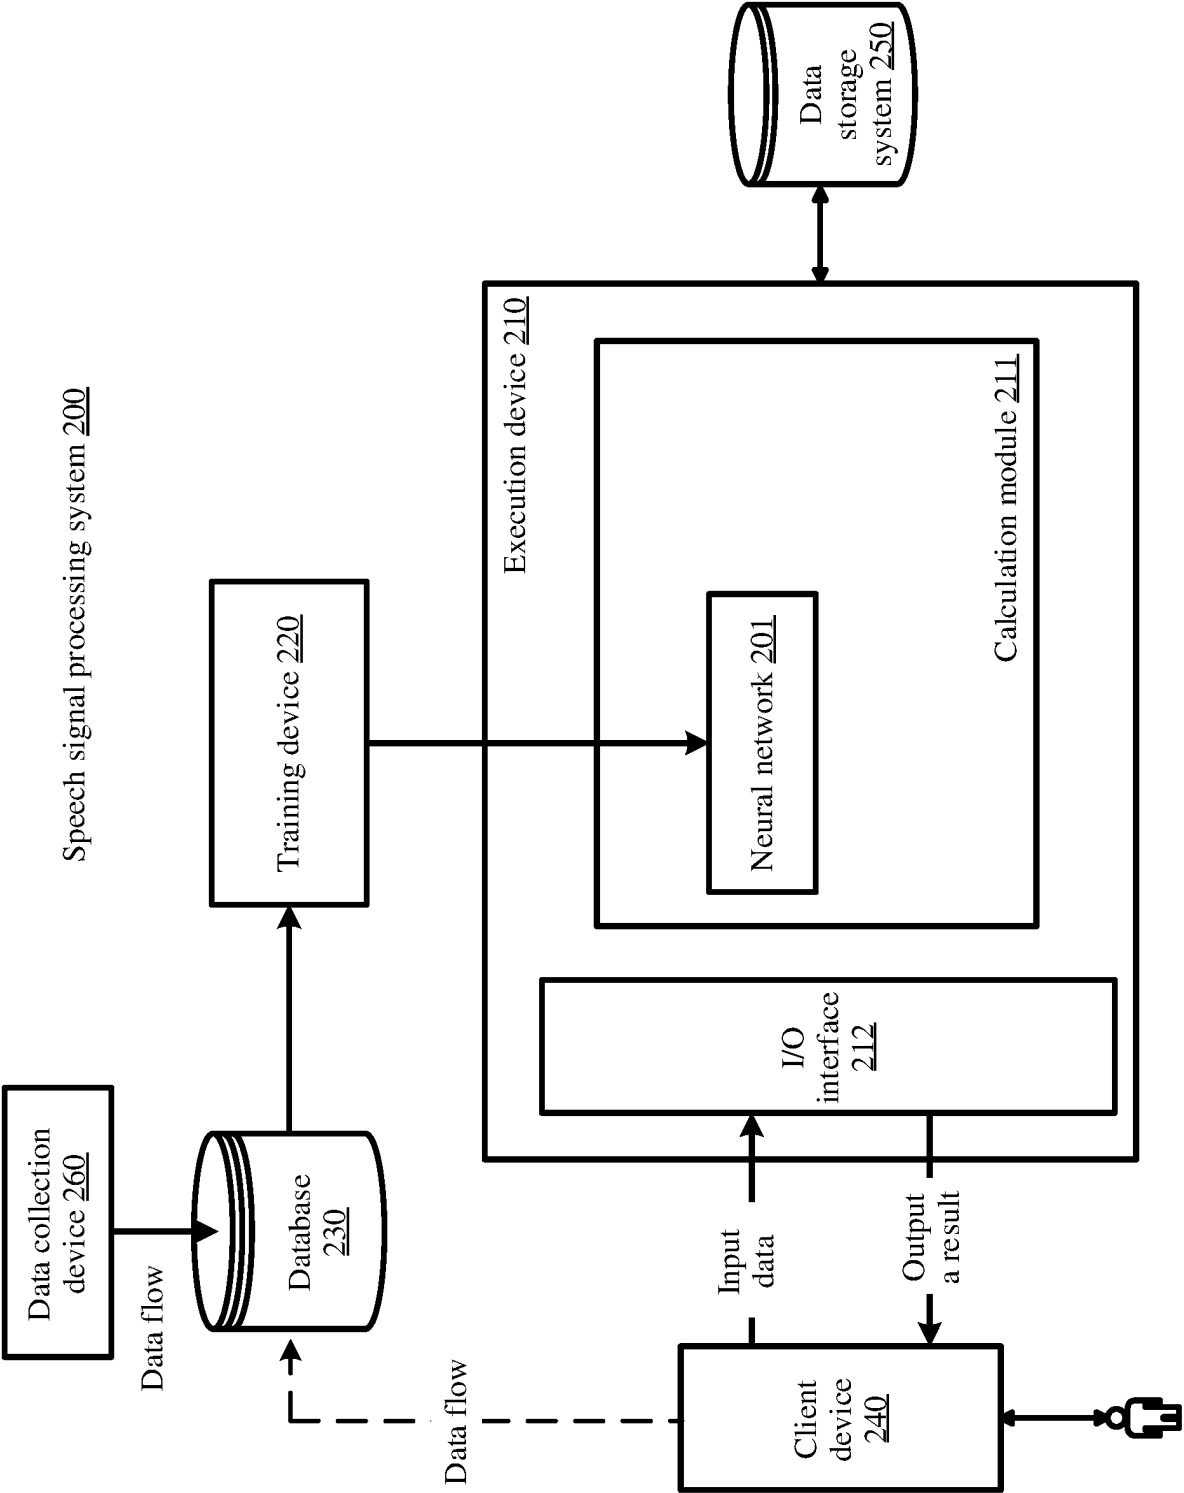 Speech signal processing system 200
Data collection
device 260
Data flow
Database
230
Training device 220
Data flow
Execution device 210
Client
device
240
Input
data
Output
a result
I/O
interface
212
Neural network 201
Calculation module 211
Data
storage
system 250